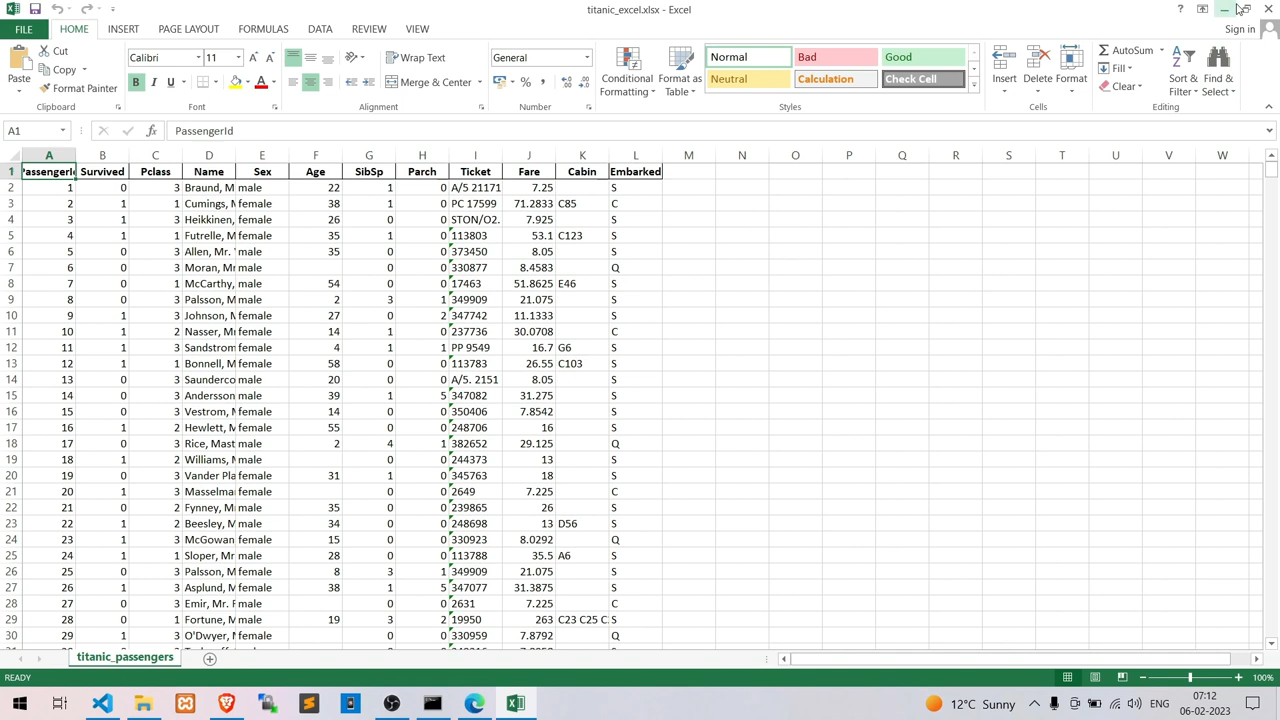 titanic_excel.xlsx - Excel
?
FILE HOME INSERT PAGE LAYOUT FORMULAS DATA REVIEW VIEW Sign in
Paste Cut Copy Format Painter Clipboard
Calibri 11 A A B I U A Font
Wrap Text Merge & Center Alignment
General % , Number
Conditional Formatting Format as Table Normal Bad Good Neutral Calculation Check Cell Styles
Insert Delete Format Cells
AutoSum Fill Clear Sort & Filter Find & Select Editing
A1 fx PassengerId
A B C D E F G H I J K L M N O P Q R S T U V W
1 PassengerId Survived Pclass Name Sex Age SibSp Parch Ticket Fare Cabin Embarked
2 1 0 3 Braund, M male 22 1 0 A/5 21171 7.25 S
3 2 1 1 Cumings, M female 38 1 0 PC 17599 71.2833 C85 C
4 3 1 3 Heikkinen, female 26 0 0 STON/O2. 7.925 S
5 4 1 1 Futrelle, M female 35 1 0 113803 53.1 C123 S
6 5 0 3 Allen, Mr. male 35 0 0 373450 8.05 S
7 6 0 3 Moran, Mr male 0 0 330877 8.4583 Q
8 7 0 1 McCarthy, male 54 0 0 17463 51.8625 E46 S
9 8 0 3 Palsson, M male 2 3 1 349909 21.075 S
10 9 1 3 Johnson, M female 27 0 2 347742 11.1333 S
11 10 1 2 Nasser, Mr female 14 1 0 237736 30.0708 C
12 11 1 3 Sandstrom female 4 1 1 PP 9549 16.7 G6 S
13 12 1 1 Bonnell, M female 58 0 0 113783 26.55 C103 S
14 13 0 3 Saunderco male 20 0 0 A/5. 2151 8.05 S
15 14 0 3 Andersson male 39 1 5 347082 31.275 S
16 15 0 3 Vestrom, M female 14 0 0 350406 7.8542 S
17 16 1 2 Hewlett, M female 55 0 0 248706 16 S
18 17 0 3 Rice, Mast male 2 4 1 382652 29.125 Q
19 18 1 2 Williams, M male 0 0 244373 13 S
20 19 0 3 Vander Pla female 31 1 0 345763 18 S
21 20 1 3 Masselma female 0 0 2649 7.225 C
22 21 0 2 Fynney, Mr male 35 0 0 239865 26 S
23 22 1 2 Beesley, M male 34 0 0 248698 13 D56 S
24 23 1 3 McGowan female 15 0 0 330923 8.0292 Q
25 24 1 1 Sloper, Mr male 28 0 0 113788 35.5 A6 S
26 25 0 3 Palsson, M female 8 3 1 349909 21.075 S
27 26 1 3 Asplund, M female 38 1 5 347077 31.3875 S
28 27 0 3 Emir, Mr. F male 0 0 2631 7.225 C
29 28 0 1 Fortune, M male 19 3 2 19950 263 C23 C25 C S
30 29 1 3 O'Dwyer, M female 0 0 330959 7.8792 Q
titanic_passengers
READY 100%
12°C Sunny ENG 07:12
06-02-2023